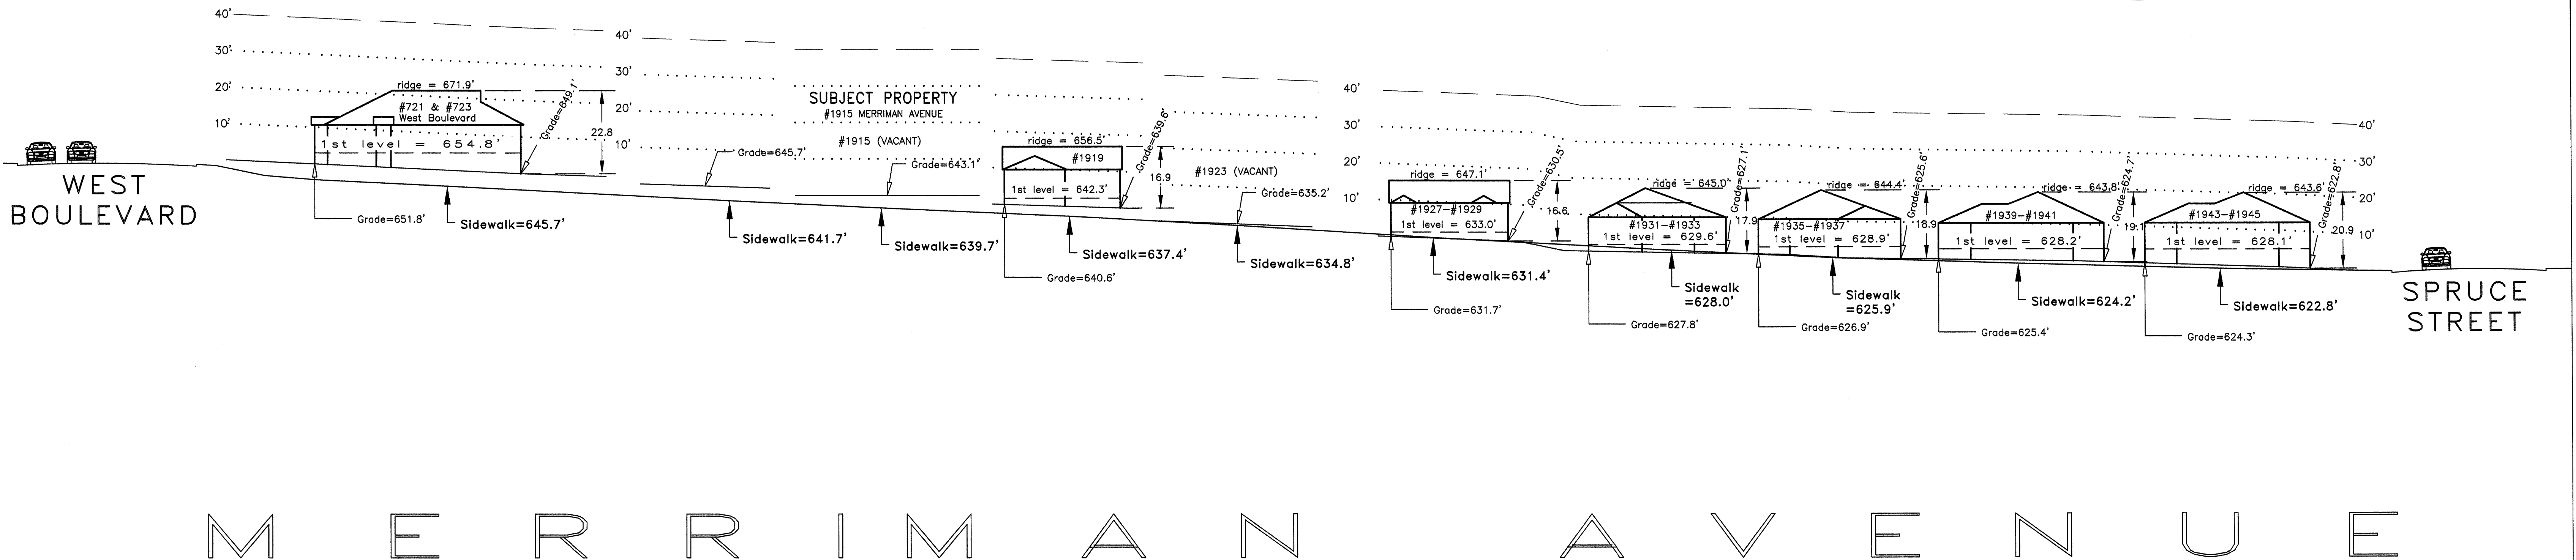 40'
30'
20'
10'
40'
30'
20'
10'
ridge = 671.9'
#721 & #723
West Boulevard
1st level = 654.8'
Grade=649.1'
22.8
WEST
BOULEVARD
Grade=651.8'
Sidewalk=645.7'
SUBJECT PROPERTY
#1915 MERRIMAN AVENUE
#1915 (VACANT)
Grade=645.7'
Grade=643.1'
Sidewalk=641.7'
Sidewalk=639.7'
ridge = 656.5'
#1919
1st level = 642.3'
Grade=639.6'
16.9
Grade=640.6'
Sidewalk=637.4'
#1923 (VACANT)
Grade=635.2'
Sidewalk=634.8'
40'
30'
20'
10'
ridge = 647.1'
#1927-#1929
1st level = 633.0'
Grade=630.5'
16.6
Grade=631.7'
Sidewalk=631.4'
ridge = 645.0'
#1931-#1933
1st level = 629.6'
Grade=627.1'
17.9
Grade=627.8'
Sidewalk
=628.0'
ridge = 644.4'
#1935-#1937
1st level = 628.9'
Grade=625.6'
18.9
Grade=626.9'
Sidewalk
=625.9'
ridge = 643.8'
#1939-#1941
1st level = 628.2'
Grade=624.7'
19.1
Grade=625.4'
Sidewalk=624.2'
ridge = 643.6'
#1943-#1945
1st level = 628.1'
Grade=622.8'
20.9
Grade=624.3'
Sidewalk=622.8'
40'
30'
20'
10'
SPRUCE
STREET
MERRIMAN AVENUE